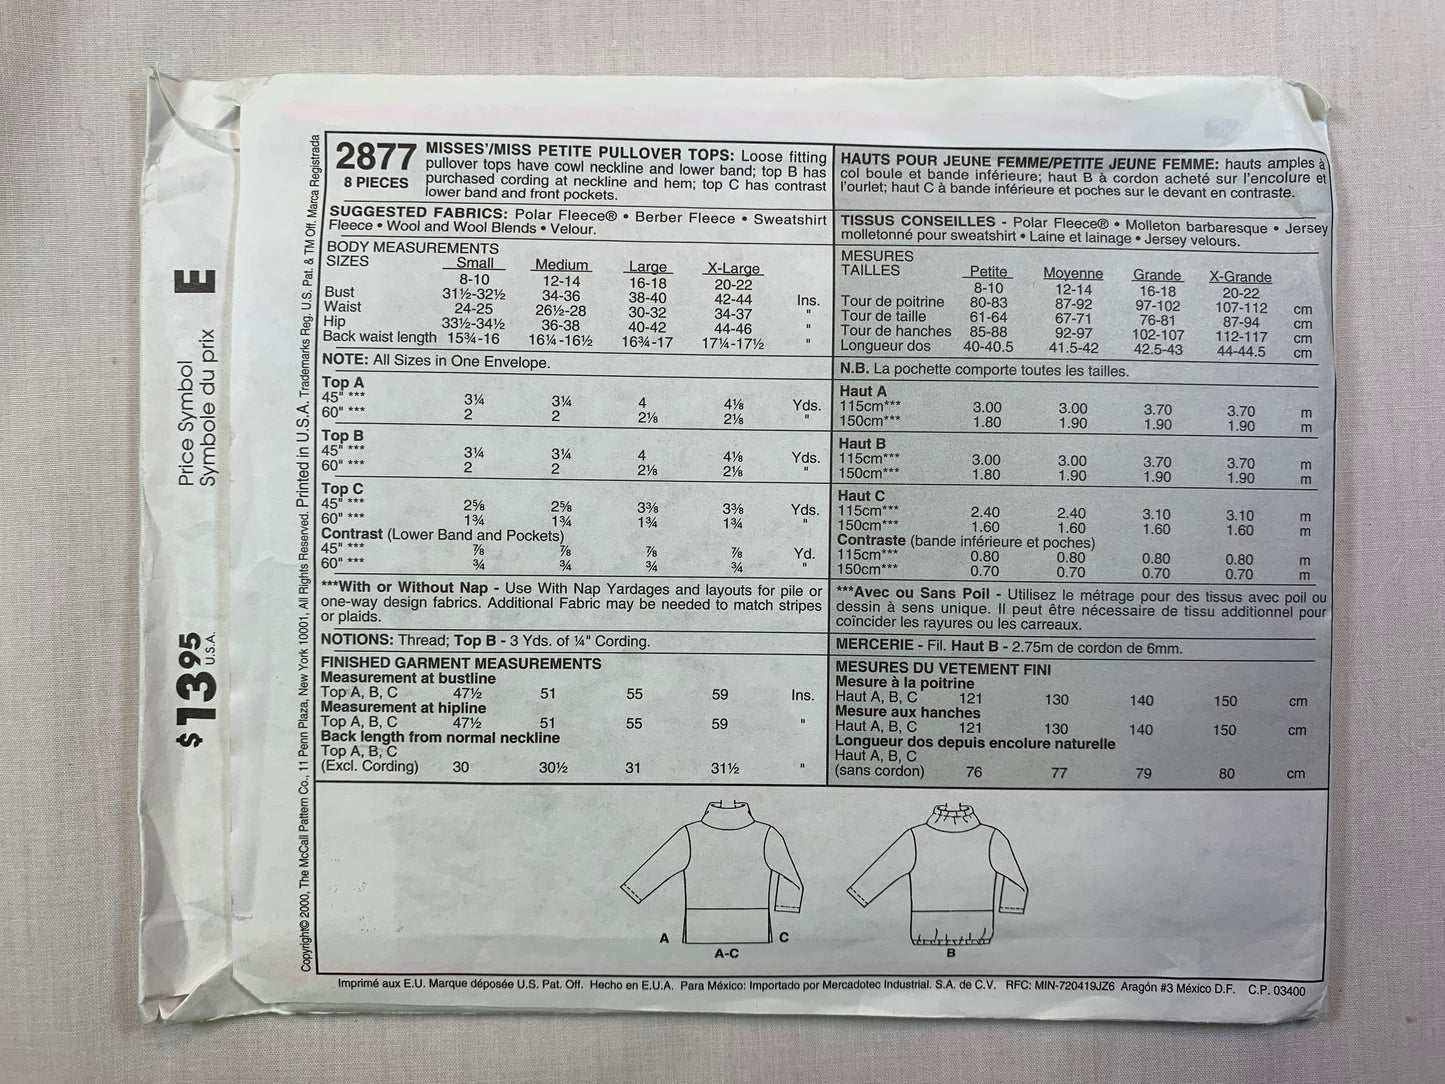 Price Symbol
Symbole du prix
E
$1395
U.S.A.
Copyright© 2000, The McCall Pattern Co., 11 Penn Plaza, New York 10001, All Rights Reserved. Printed in U.S.A. Trademarks Reg. U.S. Pat. & TM Off. Marca Registrada
2877
8 PIECES
MISSES'/MISS PETITE PULLOVER TOPS: Loose fitting
pullover tops have cowl neckline and lower band; top B has
purchased cording at neckline and hem; top C has contrast
lower band and front pockets.
SUGGESTED FABRICS: Polar Fleece® • Berber Fleece • Sweatshirt
Fleece • Wool and Wool Blends • Velour.
BODY MEASUREMENTS
SIZES Small Medium Large X-Large
8-10 12-14 16-18 20-22
Bust 31½-32½ 34-36 38-40 42-44 Ins.
Waist 24-25 26½-28 30-32 34-37 "
Hip 33½-34½ 36-38 40-42 44-46 "
Back waist length 15¾-16 16¼-16½ 16¾-17 17¼-17½ "
NOTE: All Sizes in One Envelope.
Top A
45" *** 3¼ 3¼ 4 4⅛ Yds.
60" *** 2 2 2⅛ 2⅛ "
Top B
45" *** 3¼ 3¼ 4 4⅛ Yds.
60" *** 2 2 2⅛ 2⅛ "
Top C
45" *** 2⅝ 2⅝ 3⅜ 3⅜ Yds.
60" *** 1¾ 1¾ 1¾ 1¾ "
Contrast (Lower Band and Pockets)
45" *** ⅞ ⅞ ⅞ ⅞ Yd.
60" *** ¾ ¾ ¾ ¾ "
***With or Without Nap - Use With Nap Yardages and layouts for pile or
one-way design fabrics. Additional Fabric may be needed to match stripes
or plaids.
NOTIONS: Thread; Top B - 3 Yds. of ¼" Cording.
FINISHED GARMENT MEASUREMENTS
Measurement at bustline
Top A, B, C 47½ 51 55 59 Ins.
Measurement at hipline
Top A, B, C 47½ 51 55 59 "
Back length from normal neckline
Top A, B, C
(Excl. Cording) 30 30½ 31 31½ "
HAUTS POUR JEUNE FEMME/PETITE JEUNE FEMME: hauts amples à
col boule et bande inférieure; haut B à cordon acheté sur l'encolure et
l'ourlet; haut C à bande inférieure et poches sur le devant en contraste.
TISSUS CONSEILLES - Polar Fleece® • Molleton barbaresque • Jersey
molletonné pour sweatshirt • Laine et lainage • Jersey velours.
MESURES
TAILLES Petite Moyenne Grande X-Grande
8-10 12-14 16-18 20-22
Tour de poitrine 80-83 87-92 97-102 107-112 cm
Tour de taille 61-64 67-71 76-81 87-94 cm
Tour de hanches 85-88 92-97 102-107 112-117 cm
Longueur dos 40-40.5 41.5-42 42.5-43 44-44.5 cm
N.B. La pochette comporte toutes les tailles.
Haut A
115cm*** 3.00 3.00 3.70 3.70 m
150cm*** 1.80 1.90 1.90 1.90 m
Haut B
115cm*** 3.00 3.00 3.70 3.70 m
150cm*** 1.80 1.90 1.90 1.90 m
Haut C
115cm*** 2.40 2.40 3.10 3.10 m
150cm*** 1.60 1.60 1.60 1.60 m
Contraste (bande inférieure et poches)
115cm*** 0.80 0.80 0.80 0.80 m
150cm*** 0.70 0.70 0.70 0.70 m
***Avec ou Sans Poil - Utilisez le métrage pour des tissus avec poil ou
dessin à sens unique. Il peut être nécessaire de tissu additionnel pour
coïncider les rayures ou les carreaux.
MERCERIE - Fil. Haut B - 2.75m de cordon de 6mm.
MESURES DU VETEMENT FINI
Mesure à la poitrine
Haut A, B, C 121 130 140 150 cm
Mesure aux hanches
Haut A, B, C 121 130 140 150 cm
Longueur dos depuis encolure naturelle
Haut A, B, C
(sans cordon) 76 77 79 80 cm
A C
A-C
B
Imprimé aux E.U. Marque déposée U.S. Pat. Off. Hecho en E.U.A. Para México: Importado por Mercadotec Industrial. S.A. de C.V. RFC: MIN-720419JZ6 Aragón #3 México D.F. C.P. 03400